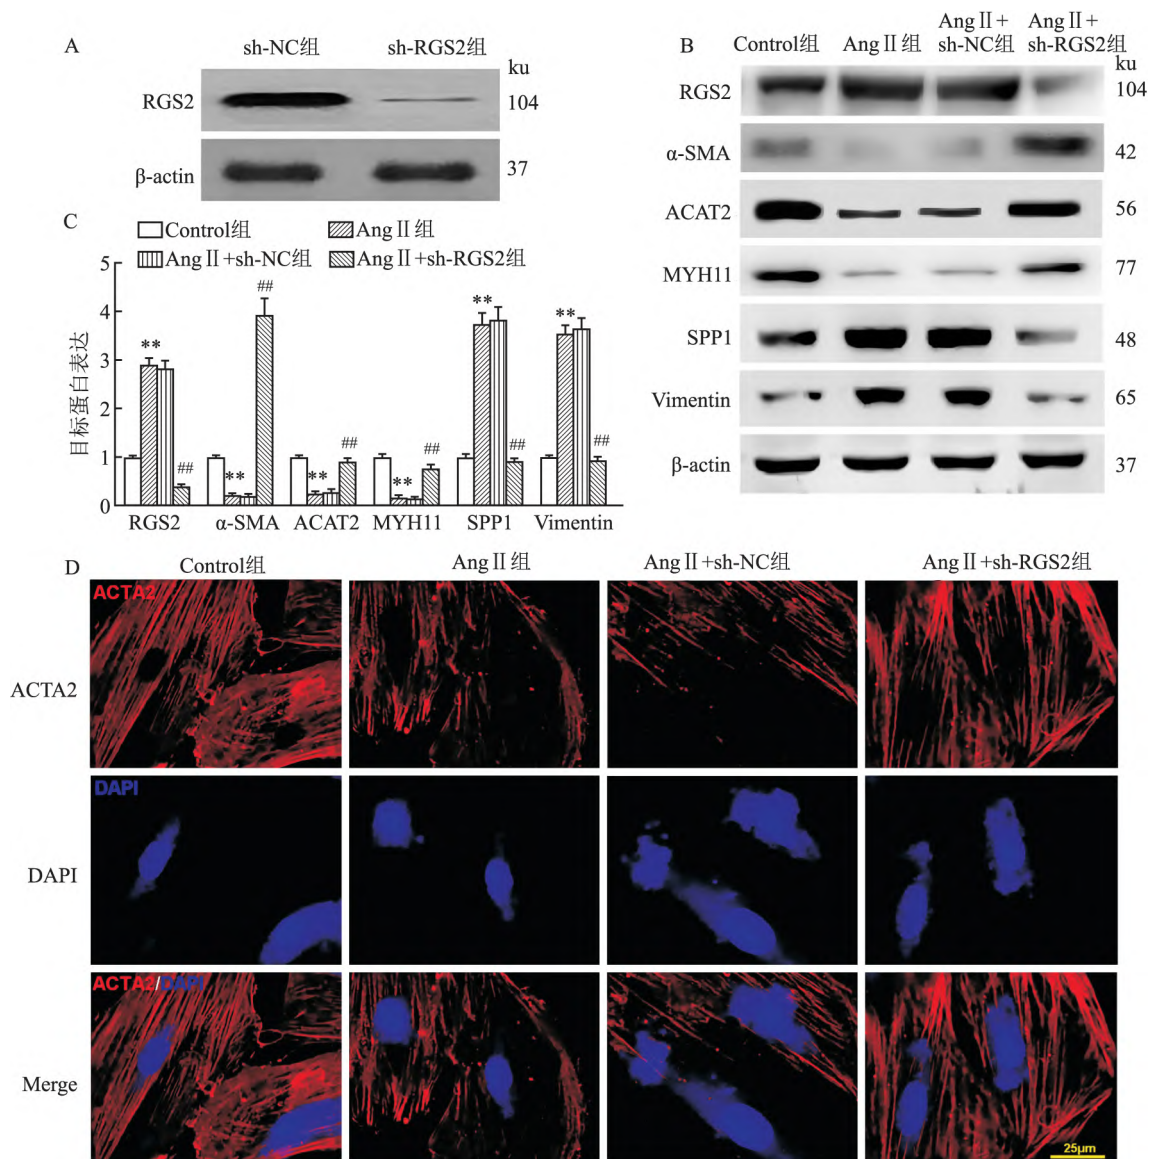 A
sh-NC组
sh-RGS2组
ku
RGS2
104
β-actin
37
B
Control组
Ang Ⅱ 组
Ang Ⅱ +
sh-NC组
Ang Ⅱ +
sh-RGS2组
ku
RGS2
104
α-SMA
42
ACAT2
56
MYH11
77
SPP1
48
Vimentin
65
β-actin
37
C
Control组
Ang Ⅱ 组
Ang Ⅱ +sh-NC组
Ang Ⅱ +sh-RGS2组
目标蛋白表达
5
4
3
2
1
0
**
##
**
##
**
##
**
##
**
##
**
##
RGS2
α-SMA
ACAT2
MYH11
SPP1
Vimentin
D
Control组
Ang Ⅱ 组
Ang Ⅱ +sh-NC组
Ang Ⅱ +sh-RGS2组
ACTA2
ACTA2
DAPI
DAPI
Merge
ACTA2/DAPI
25μm